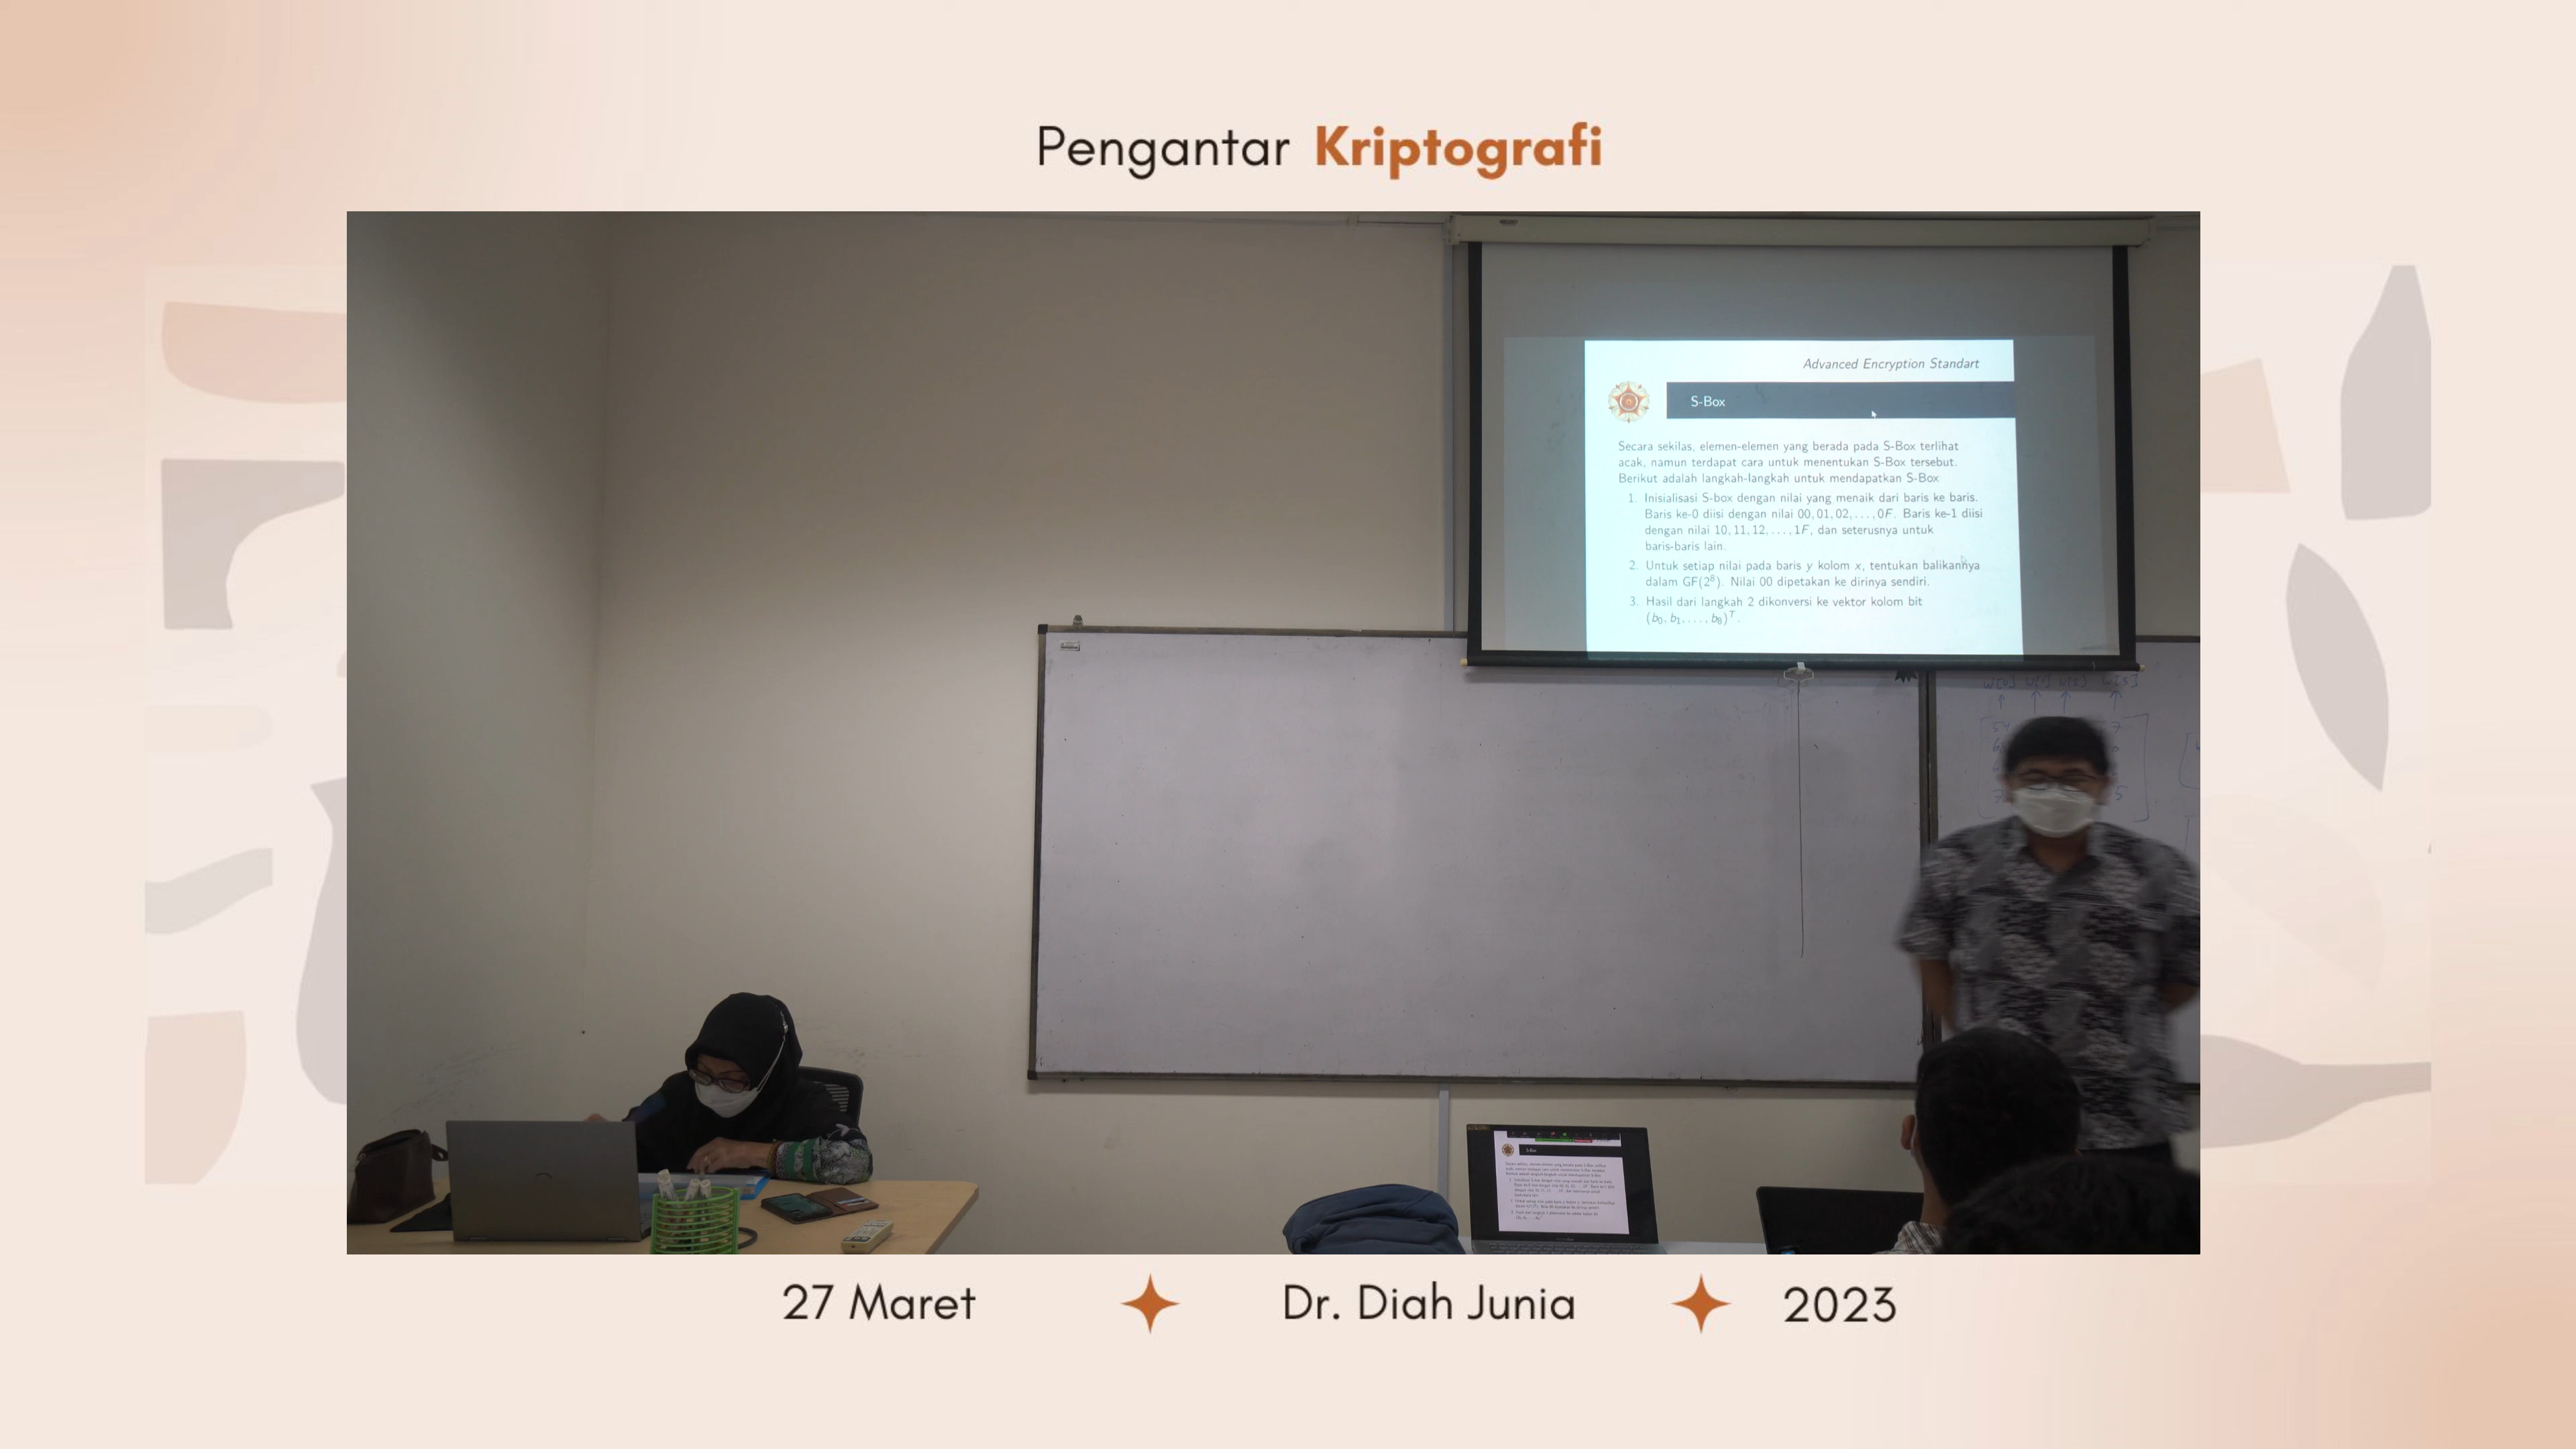 Pengantar Kriptografi
Advanced Encryption Standart
S-Box
Secara sekilas, elemen-elemen yang berada pada S-Box terlihat
acak, namun terdapat cara untuk menentukan S-Box tersebut.
Berikut adalah langkah-langkah untuk mendapatkan S-Box
1. Inisialisasi S-box dengan nilai yang menaik dari baris ke baris.
Baris ke-0 diisi dengan nilai 00, 01, 02, . . . , 0F. Baris ke-1 diisi
dengan nilai 10, 11, 12, . . . , 1F, dan seterusnya untuk
baris-baris lain.
2. Untuk setiap nilai pada baris y kolom x, tentukan balikannya
dalam GF(2⁸). Nilai 00 dipetakan ke dirinya sendiri.
3. Hasil dari langkah 2 dikonversi ke vektor kolom bit
(b₀, b₁, . . . , b₈)ᵀ.
S-Box
27 Maret
Dr. Diah Junia
2023